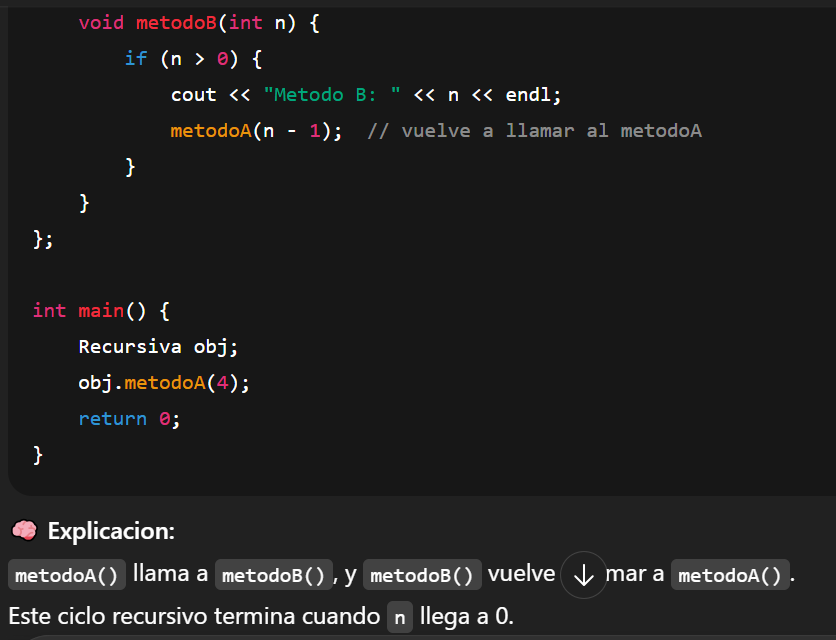 void metodoB(int n) {
if (n > 0) {
cout << "Metodo B: " << n << endl;
metodoA(n - 1);  // vuelve a llamar al metodoA
}
}
};
int main() {
Recursiva obj;
obj.metodoA(4);
return 0;
}
🧠 Explicacion:
metodoA() llama a metodoB(), y metodoB() vuelve mar a metodoA().
Este ciclo recursivo termina cuando n llega a 0.